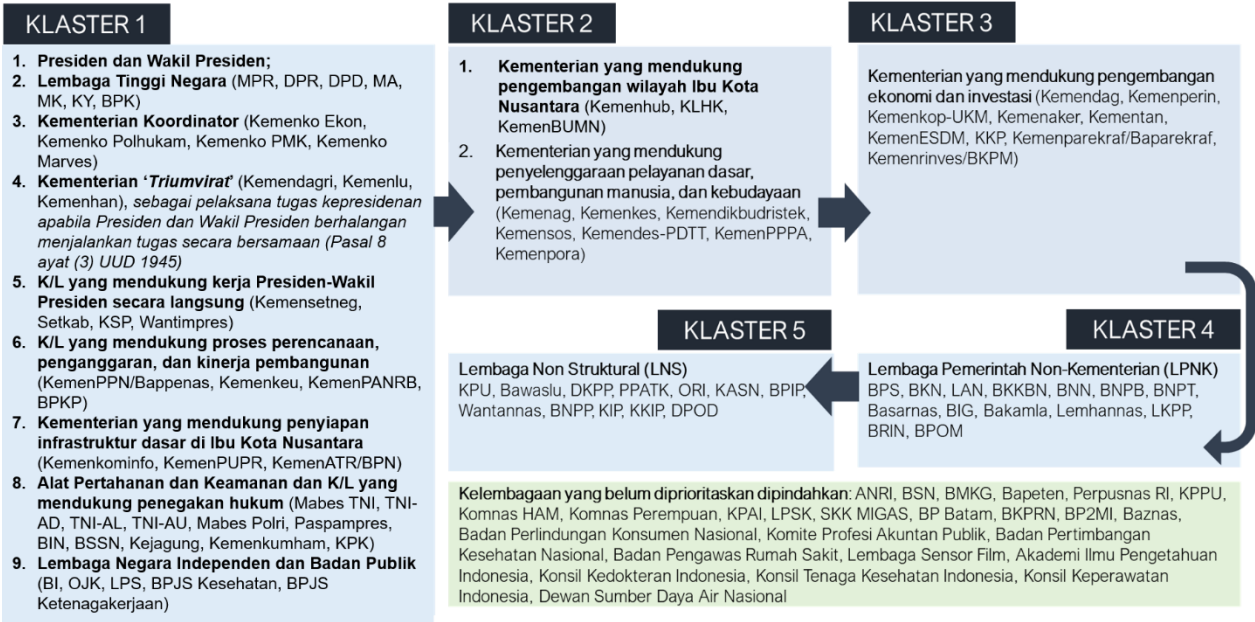 KLASTER 1
1. Presiden dan Wakil Presiden;
2. Lembaga Tinggi Negara (MPR, DPR, DPD, MA,
MK, KY, BPK)
3. Kementerian Koordinator (Kemenko Ekon,
Kemenko Polhukam, Kemenko PMK, Kemenko
Marves)
4. Kementerian ‘Triumvirat’ (Kemendagri, Kemenlu,
Kemenhan), sebagai pelaksana tugas kepresidenan
apabila Presiden dan Wakil Presiden berhalangan
menjalankan tugas secara bersamaan (Pasal 8
ayat (3) UUD 1945)
5. K/L yang mendukung kerja Presiden-Wakil
Presiden secara langsung (Kemensetneg,
Setkab, KSP, Wantimpres)
6. K/L yang mendukung proses perencanaan,
penganggaran, dan kinerja pembangunan
(KemenPPN/Bappenas, Kemenkeu, KemenPANRB,
BPKP)
7. Kementerian yang mendukung penyiapan
infrastruktur dasar di Ibu Kota Nusantara
(Kemenkominfo, KemenPUPR, KemenATR/BPN)
8. Alat Pertahanan dan Keamanan dan K/L yang
mendukung penegakan hukum (Mabes TNI, TNI-
AD, TNI-AL, TNI-AU, Mabes Polri, Paspampres,
BIN, BSSN, Kejagung, Kemenkumham, KPK)
9. Lembaga Negara Independen dan Badan Publik
(BI, OJK, LPS, BPJS Kesehatan, BPJS
Ketenagakerjaan)
KLASTER 2
1. Kementerian yang mendukung
pengembangan wilayah Ibu Kota
Nusantara (Kemenhub, KLHK,
KemenBUMN)
2. Kementerian yang mendukung
penyelenggaraan pelayanan dasar,
pembangunan manusia, dan kebudayaan
(Kemenag, Kemenkes, Kemendikbudristek,
Kemensos, Kemendes-PDTT, KemenPPPA,
Kemenpora)
KLASTER 3
Kementerian yang mendukung pengembangan
ekonomi dan investasi (Kemendag, Kemenperin,
Kemenkop-UKM, Kemenaker, Kementan,
KemenESDM, KKP, Kemenparekraf/Baparekraf,
Kemenrinves/BKPM)
KLASTER 4
Lembaga Pemerintah Non-Kementerian (LPNK)
BPS, BKN, LAN, BKKBN, BNN, BNPB, BNPT,
Basarnas, BIG, Bakamla, Lemhannas, LKPP,
BRIN, BPOM
KLASTER 5
Lembaga Non Struktural (LNS)
KPU, Bawaslu, DKPP, PPATK, ORI, KASN, BPIP,
Wantannas, BNPP, KIP, KKIP, DPOD
Kelembagaan yang belum diprioritaskan dipindahkan: ANRI, BSN, BMKG, Bapeten, Perpusnas RI, KPPU,
Komnas HAM, Komnas Perempuan, KPAI, LPSK, SKK MIGAS, BP Batam, BKPRN, BP2MI, Baznas,
Badan Perlindungan Konsumen Nasional, Komite Profesi Akuntan Publik, Badan Pertimbangan
Kesehatan Nasional, Badan Pengawas Rumah Sakit, Lembaga Sensor Film, Akademi Ilmu Pengetahuan
Indonesia, Konsil Kedokteran Indonesia, Konsil Tenaga Kesehatan Indonesia, Konsil Keperawatan
Indonesia, Dewan Sumber Daya Air Nasional